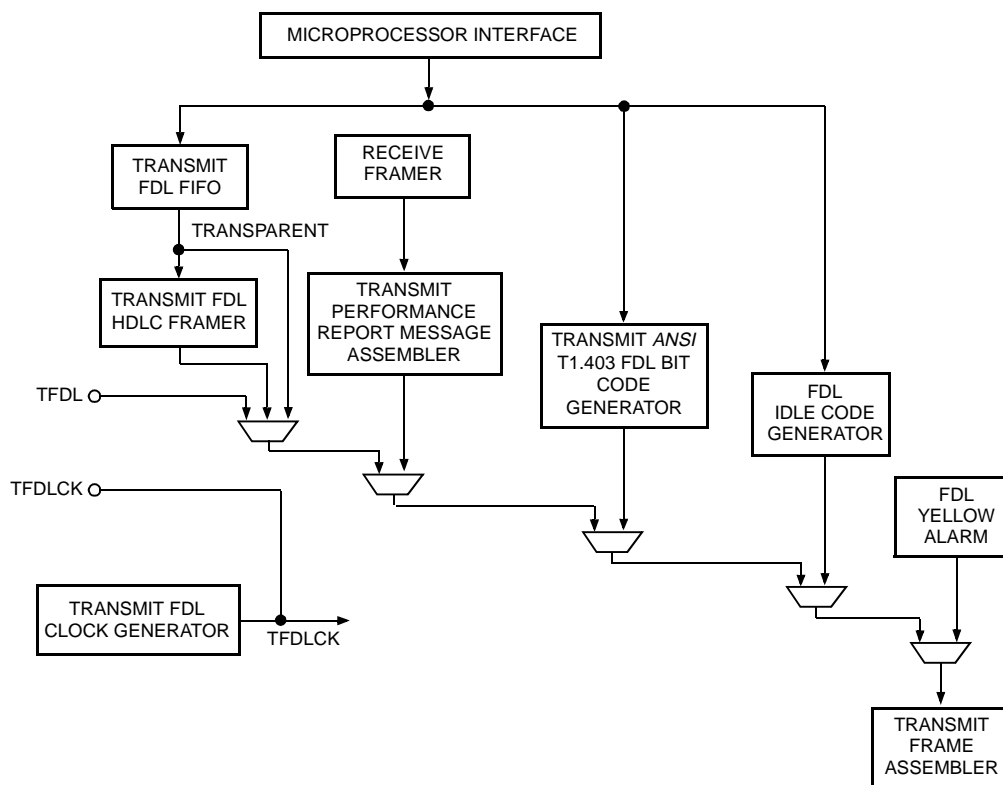 MICROPROCESSOR INTERFACE
TRANSMIT
FDL FIFO
RECEIVE
FRAMER
TRANSPARENT
TRANSMIT FDL
HDLC FRAMER
TRANSMIT
PERFORMANCE
REPORT MESSAGE
ASSEMBLER
TRANSMIT ANSI
T1.403 FDL BIT
CODE
GENERATOR
FDL
IDLE CODE
GENERATOR
TFDL
TFDLCK
FDL
YELLOW
ALARM
TRANSMIT FDL
CLOCK GENERATOR
TFDLCK
TRANSMIT
FRAME
ASSEMBLER